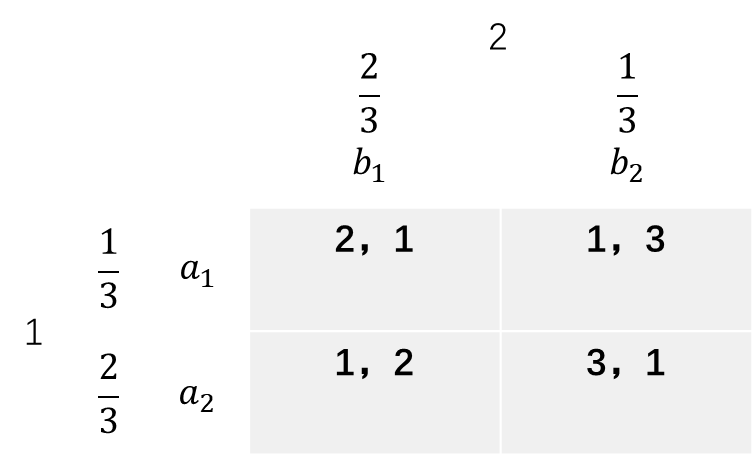 2
2/3 1/3
b₁ b₂
1/3 a₁ 2, 1 1, 3
1
2/3 a₂ 1, 2 3, 1